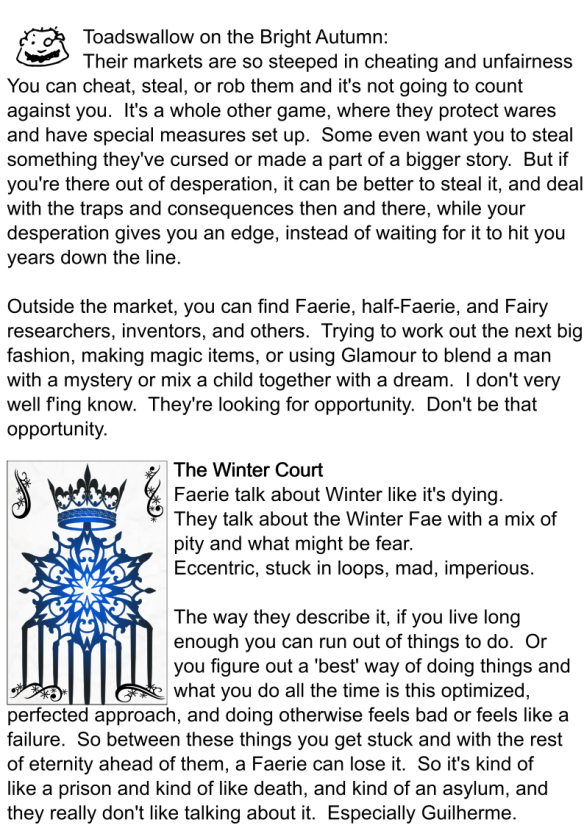 Toadswallow on the Bright Autumn:
Their markets are so steeped in cheating and unfairness
You can cheat, steal, or rob them and it's not going to count
against you.  It's a whole other game, where they protect wares
and have special measures set up.  Some even want you to steal
something they've cursed or made a part of a bigger story.  But if
you're there out of desperation, it can be better to steal it, and deal
with the traps and consequences then and there, while your
desperation gives you an edge, instead of waiting for it to hit you
years down the line.
Outside the market, you can find Faerie, half-Faerie, and Fairy
researchers, inventors, and others.  Trying to work out the next big
fashion, making magic items, or using Glamour to blend a man
with a mystery or mix a child together with a dream.  I don't very
well f'ing know.  They're looking for opportunity.  Don't be that
opportunity.
The Winter Court
Faerie talk about Winter like it's dying.
They talk about the Winter Fae with a mix of
pity and what might be fear.
Eccentric, stuck in loops, mad, imperious.
The way they describe it, if you live long
enough you can run out of things to do.  Or
you figure out a 'best' way of doing things and
what you do all the time is this optimized,
perfected approach, and doing otherwise feels bad or feels like a
failure.  So between these things you get stuck and with the rest
of eternity ahead of them, a Faerie can lose it.  So it's kind of
like a prison and kind of like death, and kind of an asylum, and
they really don't like talking about it.  Especially Guilherme.